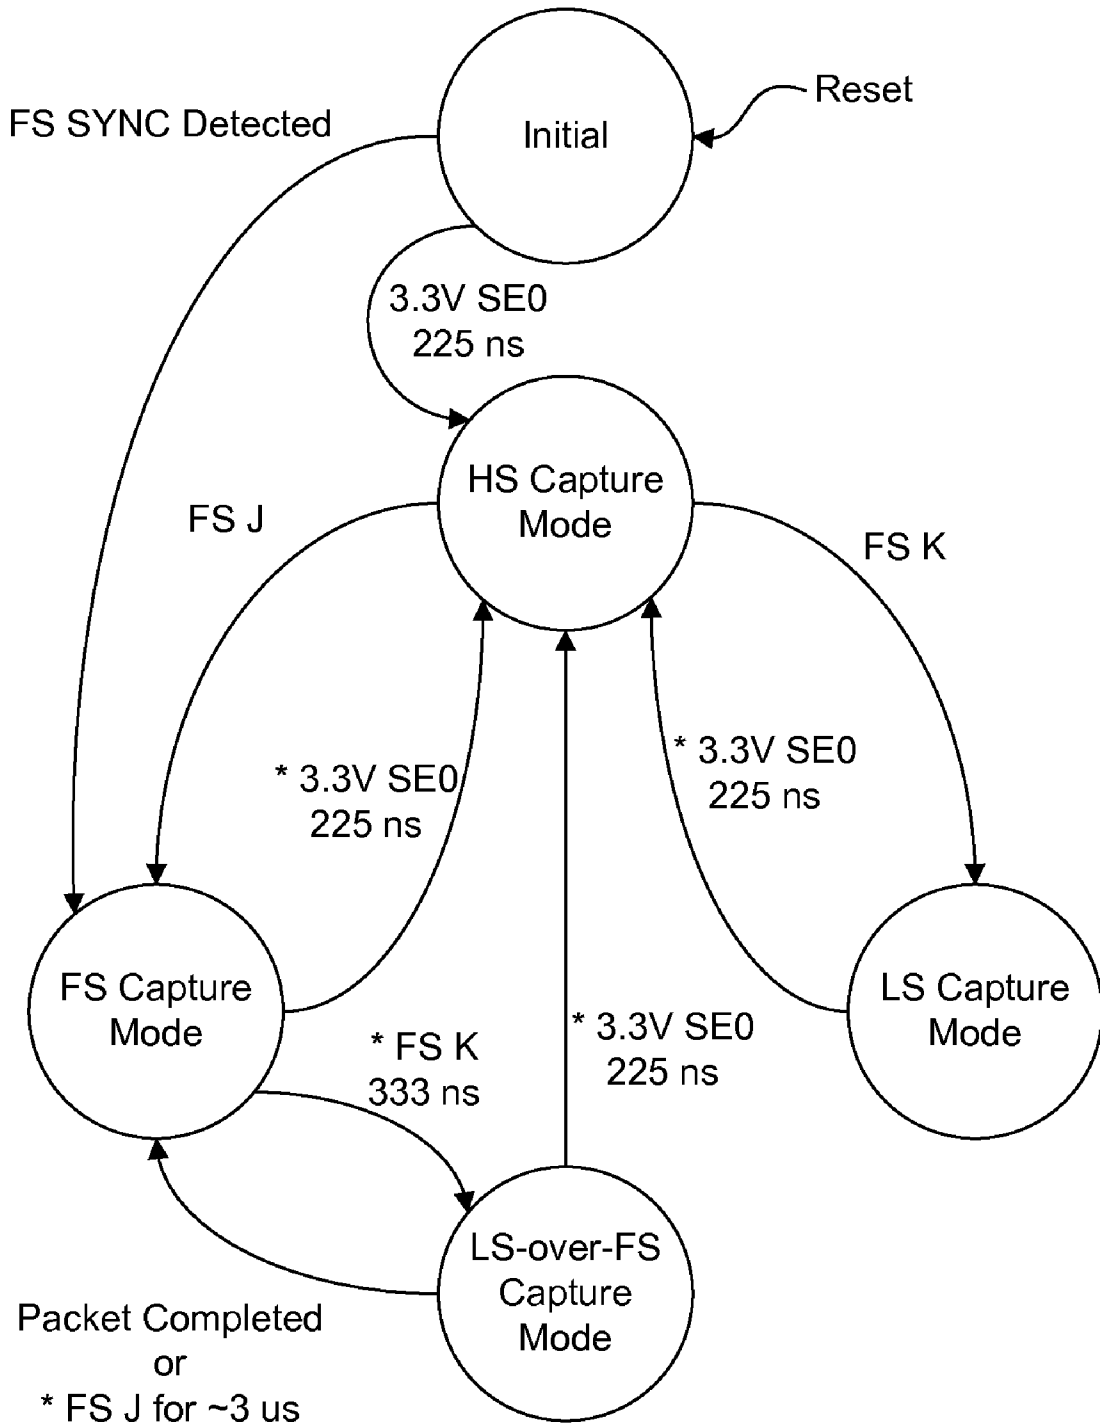 Reset
FS SYNC Detected
Initial
3.3V SE0
225 ns
HS Capture
Mode
FS J
FS K
* 3.3V SE0
225 ns
* 3.3V SE0
225 ns
FS Capture
Mode
LS Capture
Mode
* 3.3V SE0
225 ns
* FS K
333 ns
LS-over-FS
Capture
Mode
Packet Completed
or
* FS J for ~3 us